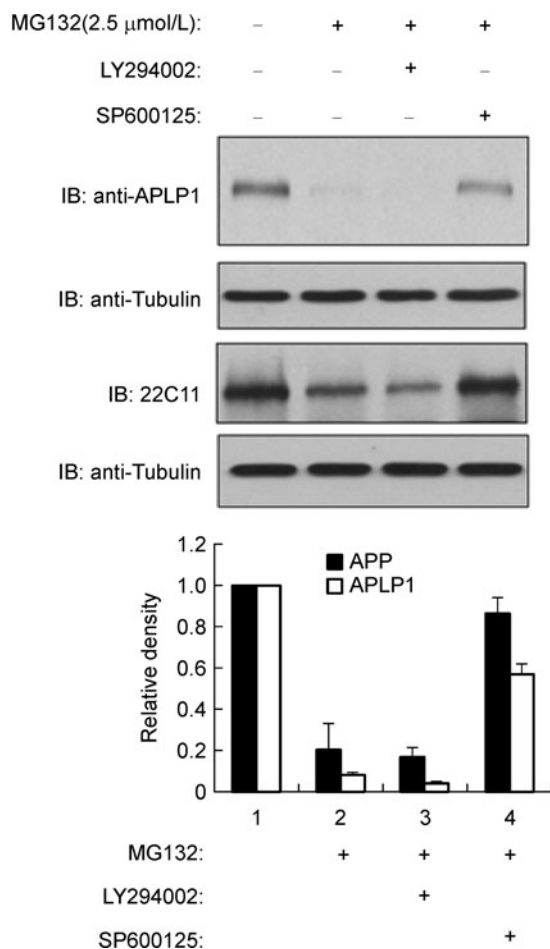 MG132(2.5 μmol/L): – + + +
LY294002: – – + –
SP600125: – – – +
IB: anti-APLP1
IB: anti-Tubulin
IB: 22C11
IB: anti-Tubulin
1.2
1.0
0.8
0.6
0.4
0.2
0
Relative density
APP
APLP1
1 2 3 4
MG132: + + +
LY294002: +
SP600125: +